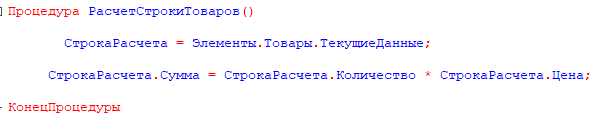 Процедура РасчетСтрокиТоваров()
СтрокаРасчета = Элементы.Товары.ТекущиеДанные;
СтрокаРасчета.Сумма = СтрокаРасчета.Количество * СтрокаРасчета.Цена;
КонецПроцедуры